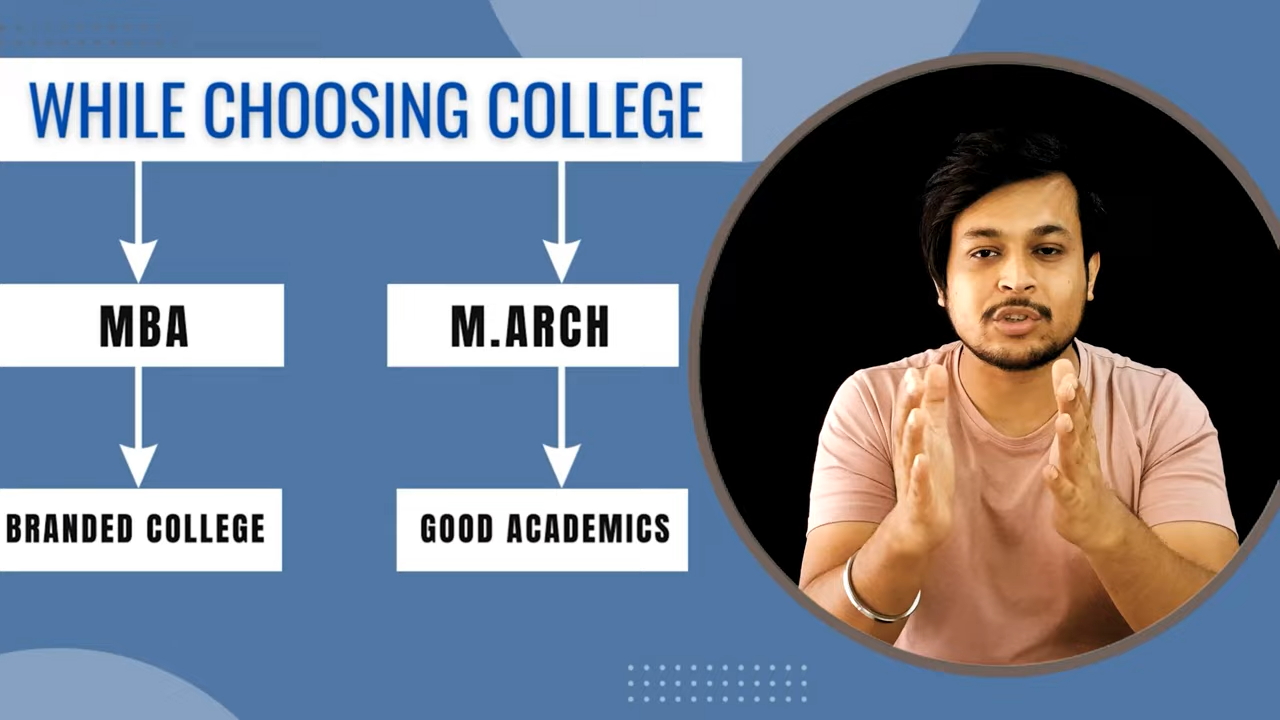 WHILE CHOOSING COLLEGE
MBA
M.ARCH
BRANDED COLLEGE
GOOD ACADEMICS